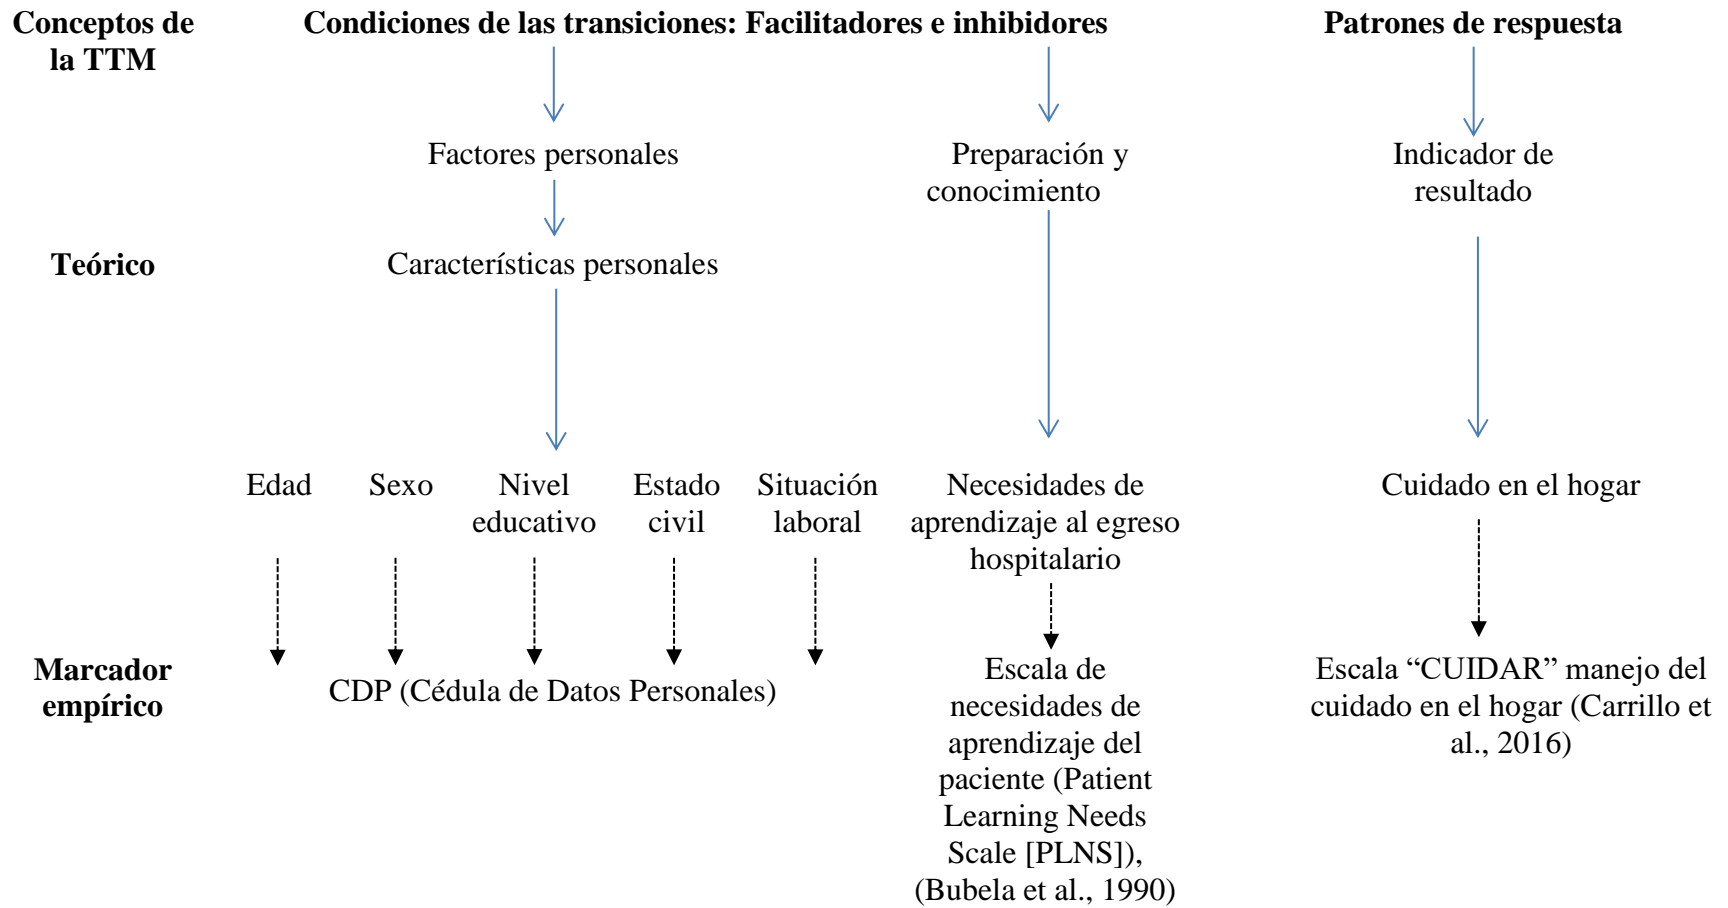 Conceptos de
la TTM
Condiciones de las transiciones: Facilitadores e inhibidores
Patrones de respuesta
Factores personales
Preparación y
conocimiento
Indicador de
resultado
Teórico
Características personales
Edad
Sexo
Nivel
educativo
Estado
civil
Situación
laboral
Necesidades de
aprendizaje al egreso
hospitalario
Cuidado en el hogar
Marcador
empírico
CDP (Cédula de Datos Personales)
Escala de
necesidades de
aprendizaje del
paciente (Patient
Learning Needs
Scale [PLNS]),
(Bubela et al., 1990)
Escala “CUIDAR” manejo del
cuidado en el hogar (Carrillo et
al., 2016)